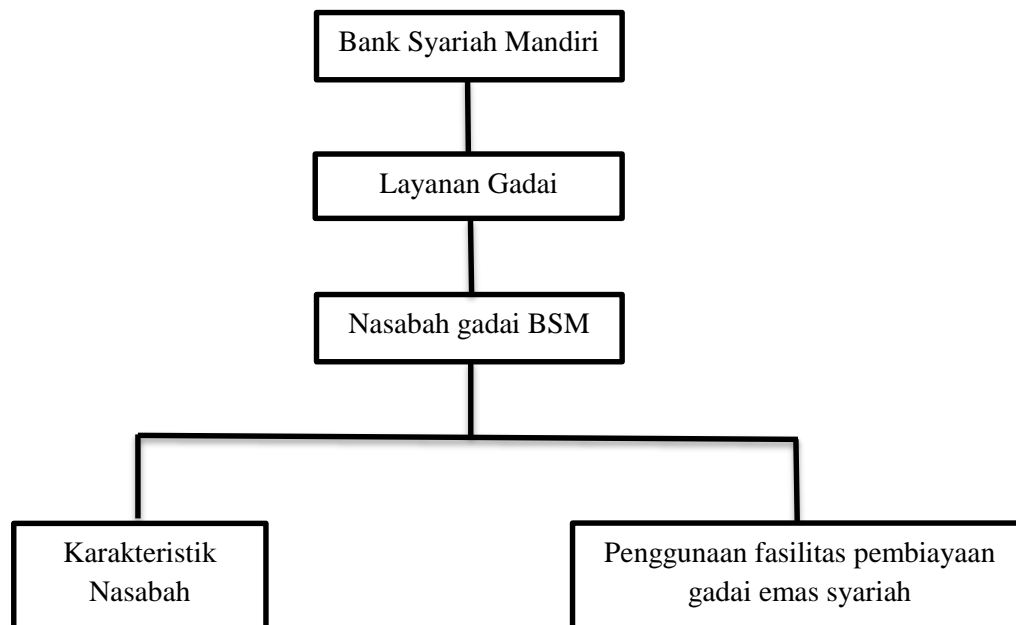 Bank Syariah Mandiri
Layanan Gadai
Nasabah gadai BSM
Karakteristik
Nasabah
Penggunaan fasilitas pembiayaan
gadai emas syariah